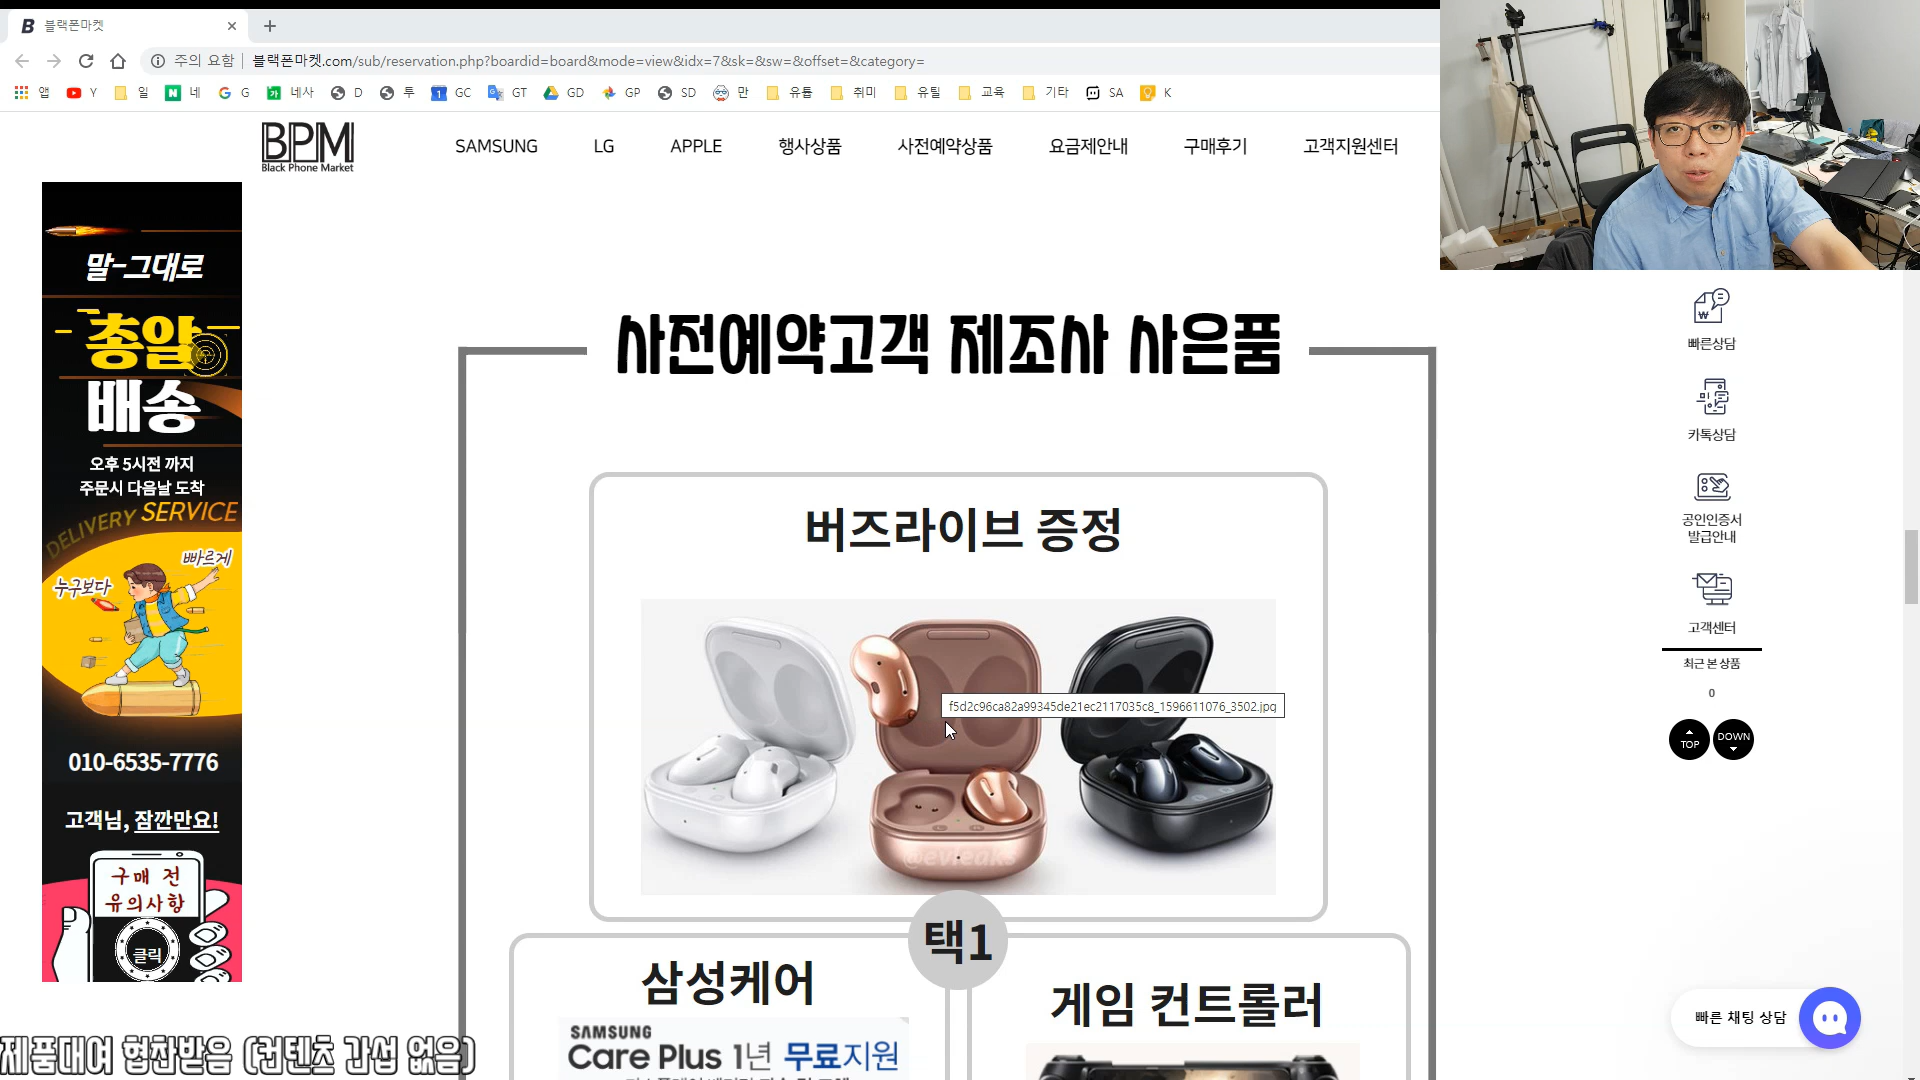 블랙폰마켓
주의 요함
블랙폰마켓.com/sub/reservation.php?boardid=board&mode=view&idx=7&sk=&sw=&offset=&category=
앱 Y 일 네 G 네사 D 투 GC GT GD GP SD 만 유틉 취미 유틸 교육 기타 SA K
BPM
Black Phone Market
SAMSUNG LG APPLE 행사상품 사전예약상품 요금제안내 구매후기 고객지원센터
말-그대로
총알
배송
오후 5시전 까지
주문시 다음날 도착
DELIVERY SERVICE
빠르게
누구보다
010-6535-7776
고객님, 잠깐만요!
구매 전
유의사항
클릭
사전예약고객 제조사 사은품
버즈라이브 증정
f5d2c96ca82a99345de21ec2117035c8_1596611076_3502.jpg
@evleaks
택1
삼성케어
SAMSUNG
Care Plus 1년 무료지원
게임 컨트롤러
빠른상담
카톡상담
공인인증서
발급안내
고객센터
최근 본 상품
0
TOP
DOWN
빠른 채팅 상담
제품대여 협찬받음 (컨텐츠 간섭 없음)